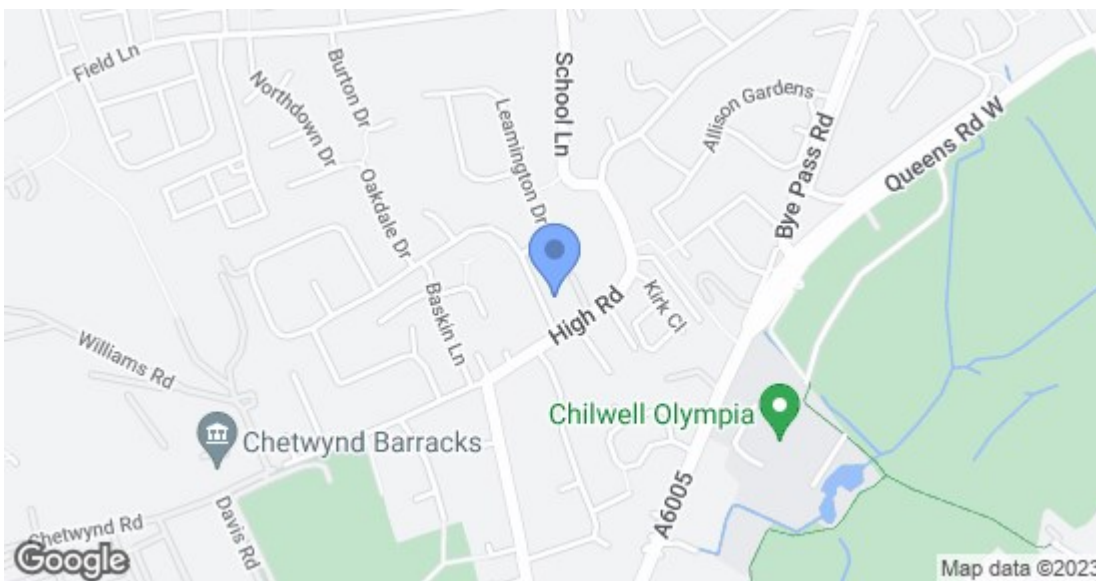 Field Ln
Burton Dr
Northdown Dr
School Ln
Leamington Dr
Allison Gardens
Bye Pass Rd
Queens Rd W
Oakdale Dr
Baskin Ln
High Rd
Kirk Cl
Williams Rd
Chilwell Olympia
Chetwynd Barracks
A6005
Davis Rd
Chetwynd Rd
Google
Map data ©2023